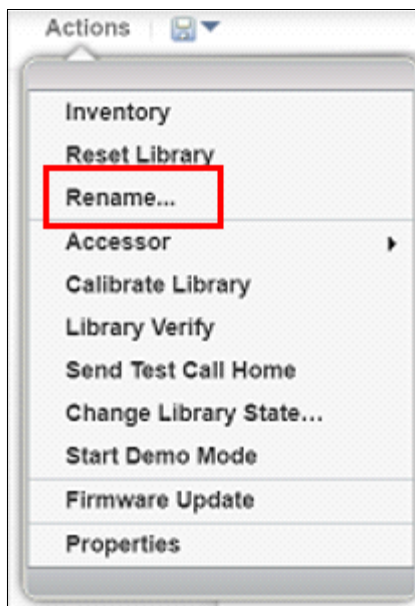 Actions
Inventory
Reset Library
Rename...
Accessor
Calibrate Library
Library Verify
Send Test Call Home
Change Library State...
Start Demo Mode
Firmware Update
Properties